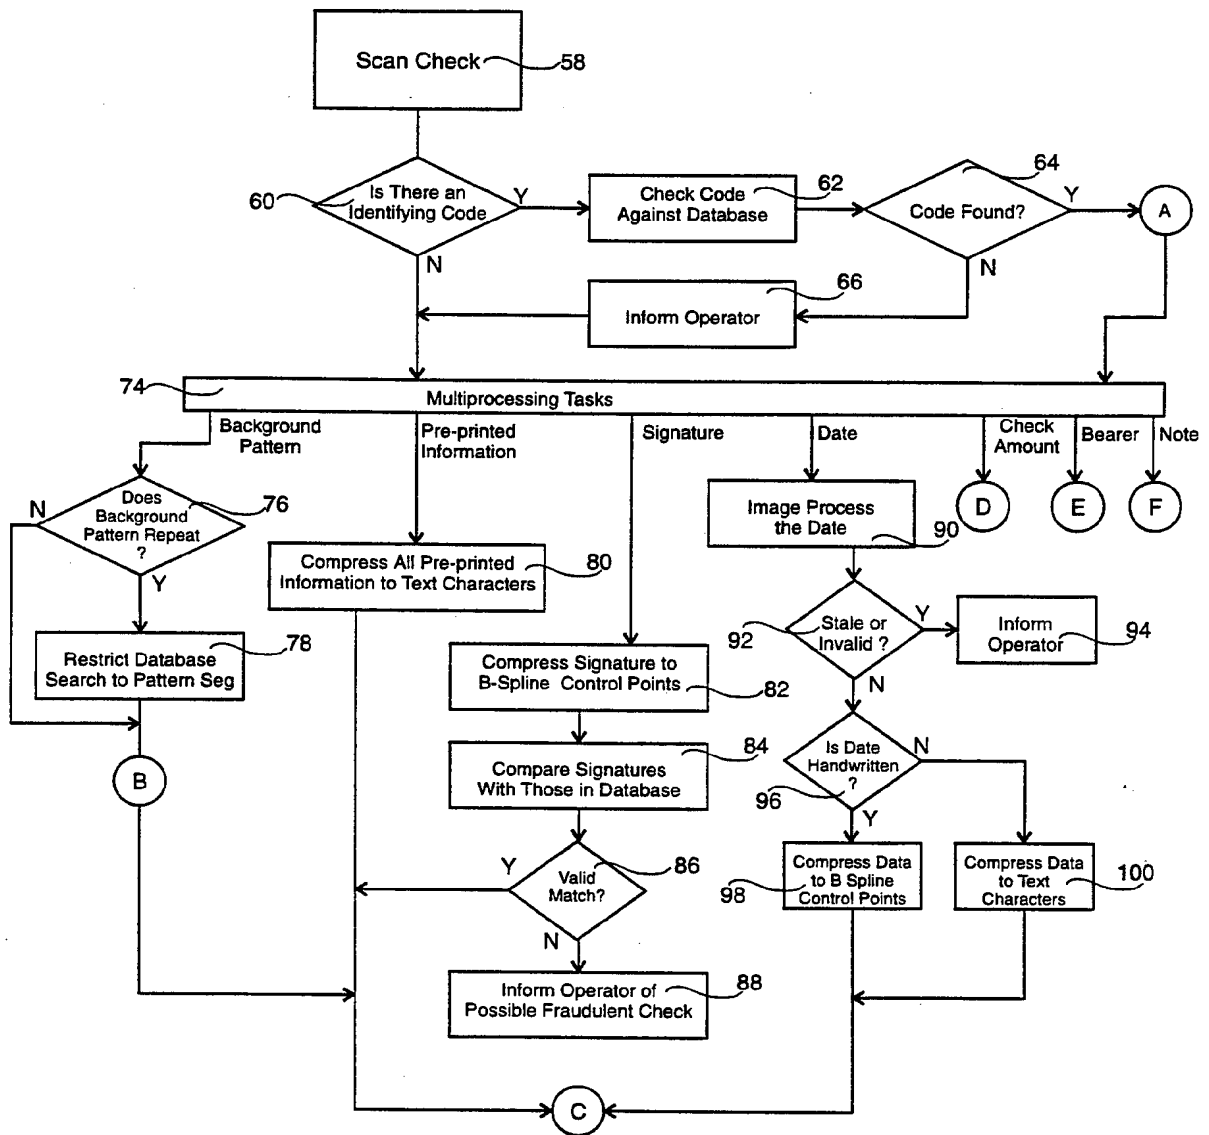 Scan Check
58
60
Is There an
Identifying Code
Y
N
Check Code
Against Database
62
64
Code Found?
Y
N
A
Inform Operator
66
74
Multiprocessing Tasks
Background
Pattern
Pre-printed
Information
Signature
Date
Check
Amount
Bearer
Note
N
Does
Background
Pattern Repeat
?
76
Y
Image Process
the Date
90
D
E
F
Compress All Pre-printed
Information to Text Characters
80
92
Stale or
Invalid ?
Y
N
Inform
Operator
94
Restrict Database
Search to Pattern Seg
78
Compress Signature to
B-Spline Control Points
82
B
Compare Signatures
With Those in Database
84
Is Date
Handwritten
?
96
N
Y
Y
Valid
Match?
86
N
Compress Data
to B Spline
Control Points
98
Compress Data
to Text
Characters
100
Inform Operator of
Possible Fraudulent Check
88
C